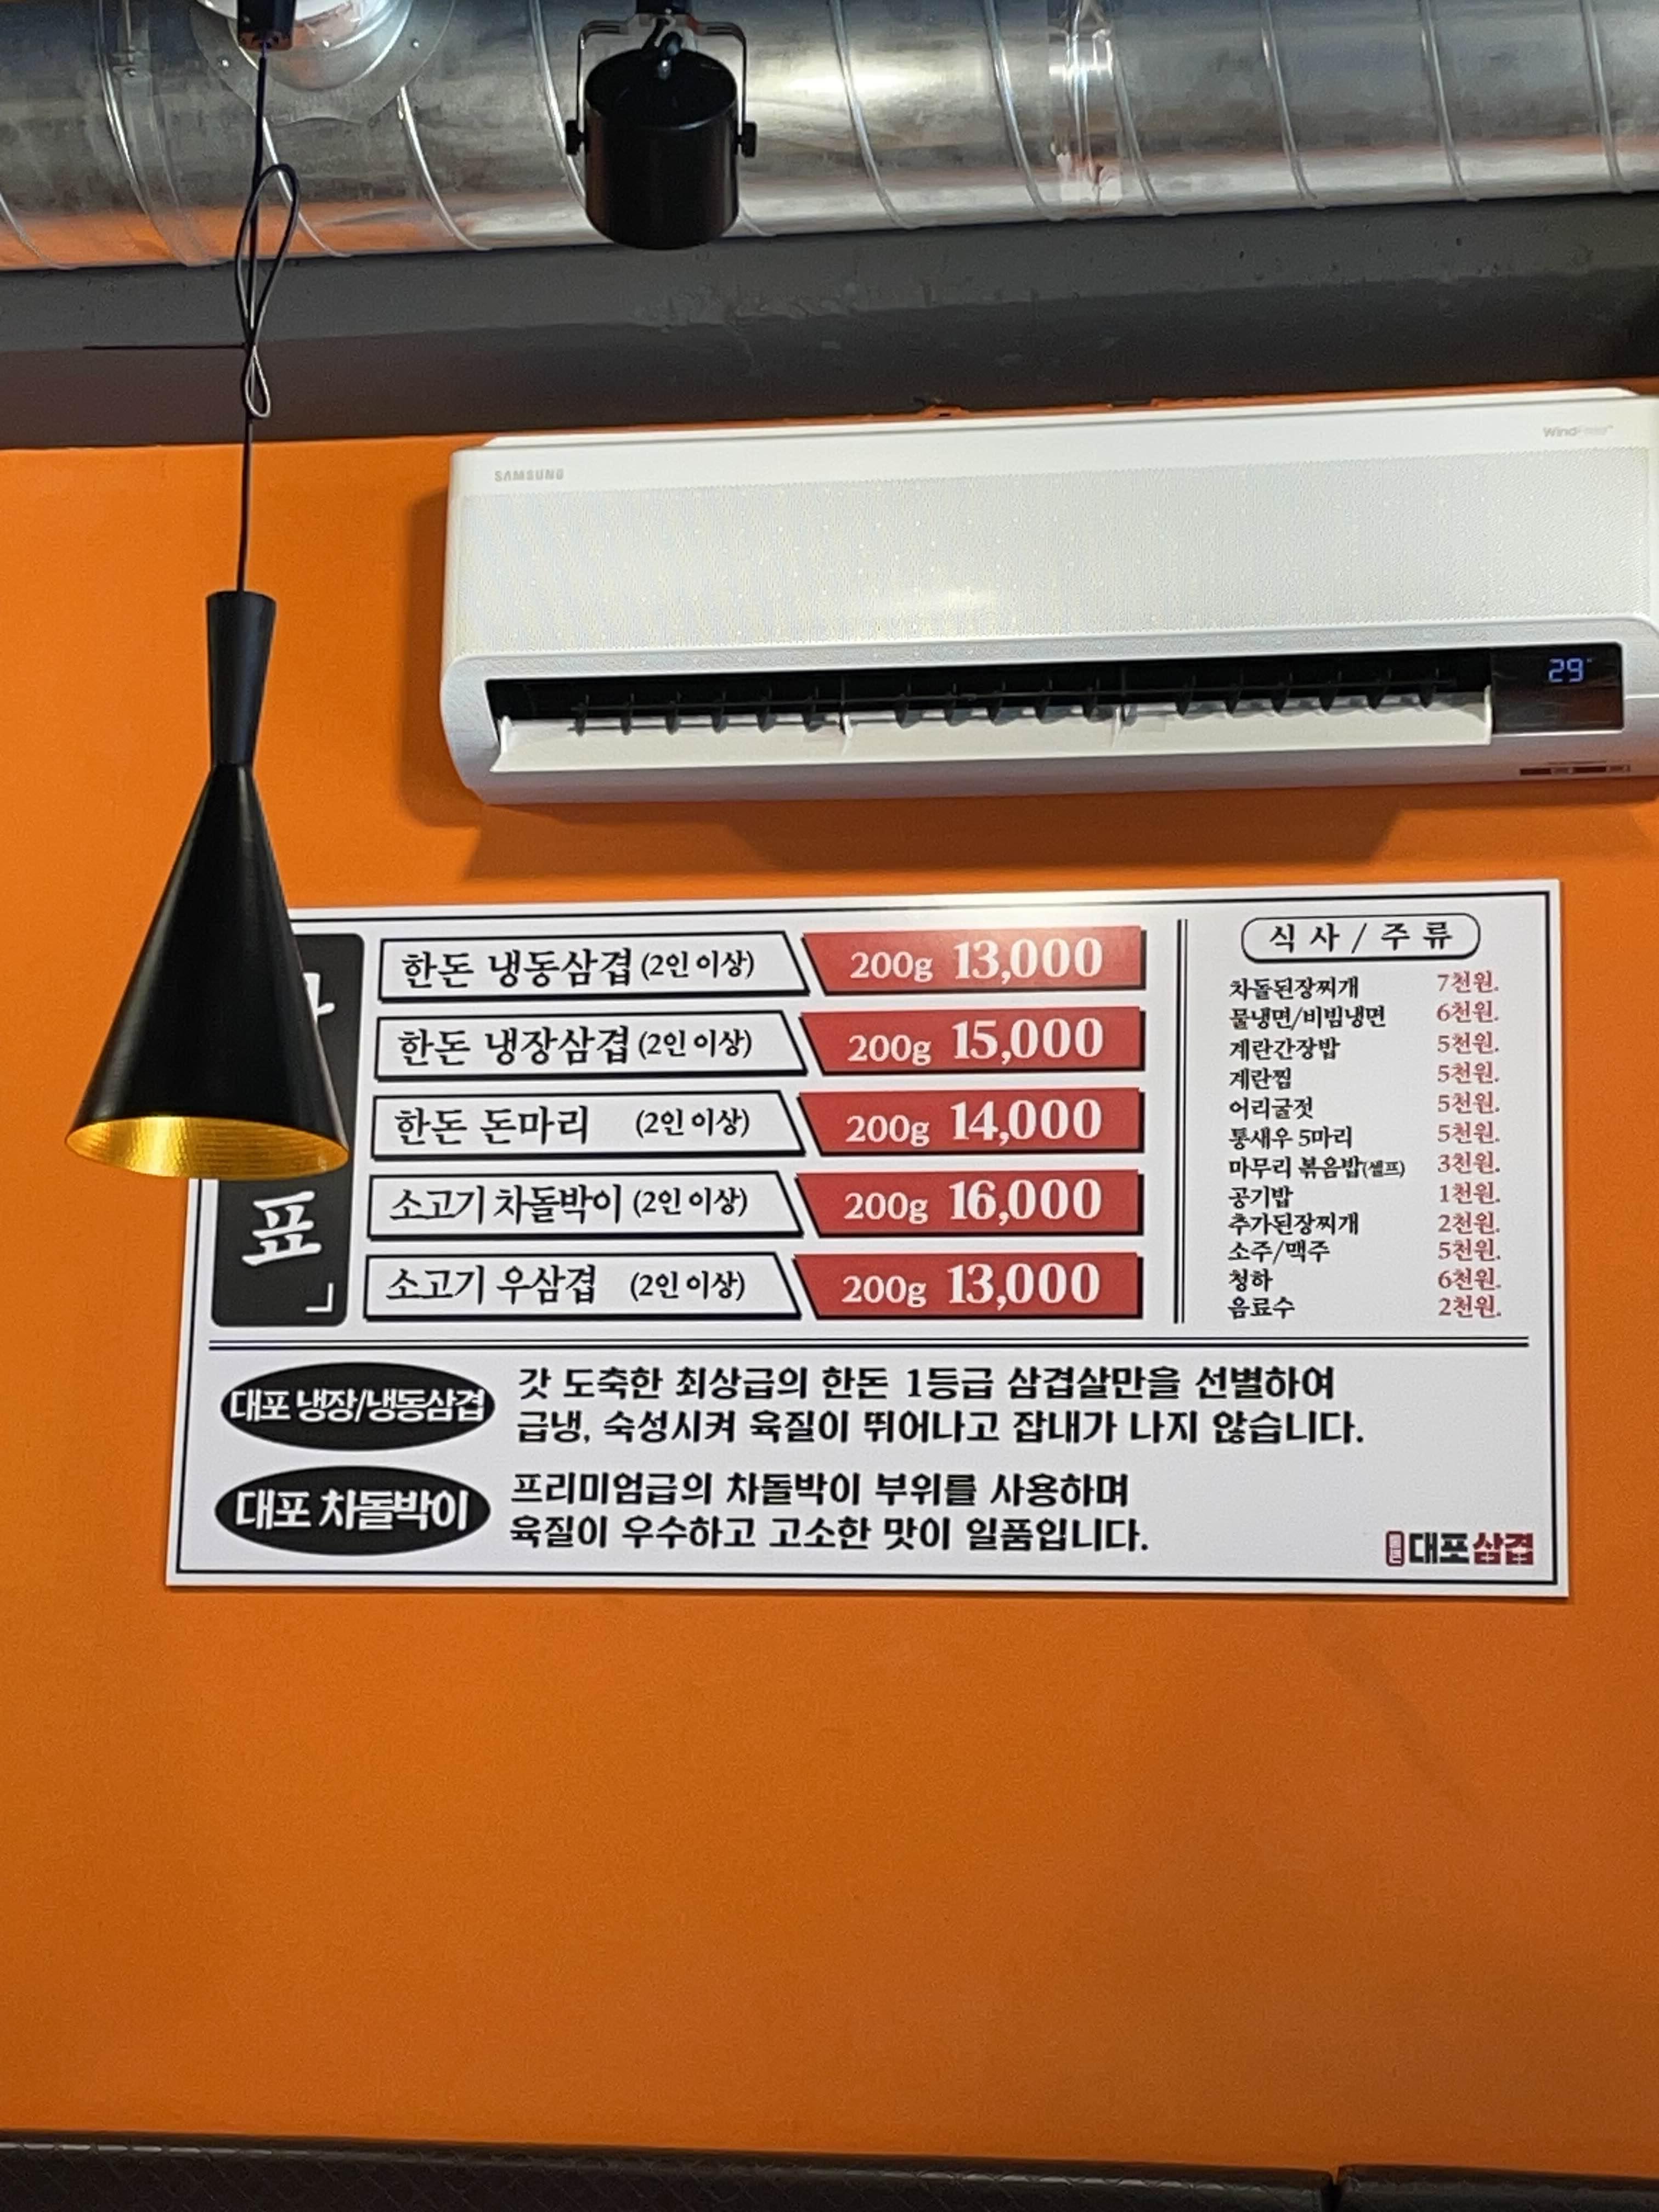 SAMSUNG
WindFree™
29°
표
한돈 냉동삼겹 (2인 이상) 200g 13,000
한돈 냉장삼겹 (2인 이상) 200g 15,000
한돈 돈마리 (2인 이상) 200g 14,000
소고기 차돌박이 (2인 이상) 200g 16,000
소고기 우삼겹 (2인 이상) 200g 13,000
식사/주류
차돌된장찌개 7천원.
물냉면/비빔냉면 6천원.
계란간장밥 5천원.
계란찜 5천원.
어리굴젓 5천원.
통새우 5마리 5천원.
마무리 볶음밥(셀프) 3천원.
공기밥 1천원.
추가된장찌개 2천원.
소주/맥주 5천원.
청하 6천원.
음료수 2천원.
대포 냉장/냉동삼겹
갓 도축한 최상급의 한돈 1등급 삼겹살만을 선별하여
급냉, 숙성시켜 육질이 뛰어나고 잡내가 나지 않습니다.
대포 차돌박이
프리미엄급의 차돌박이 부위를 사용하며
육질이 우수하고 고소한 맛이 일품입니다.
대포삼겹